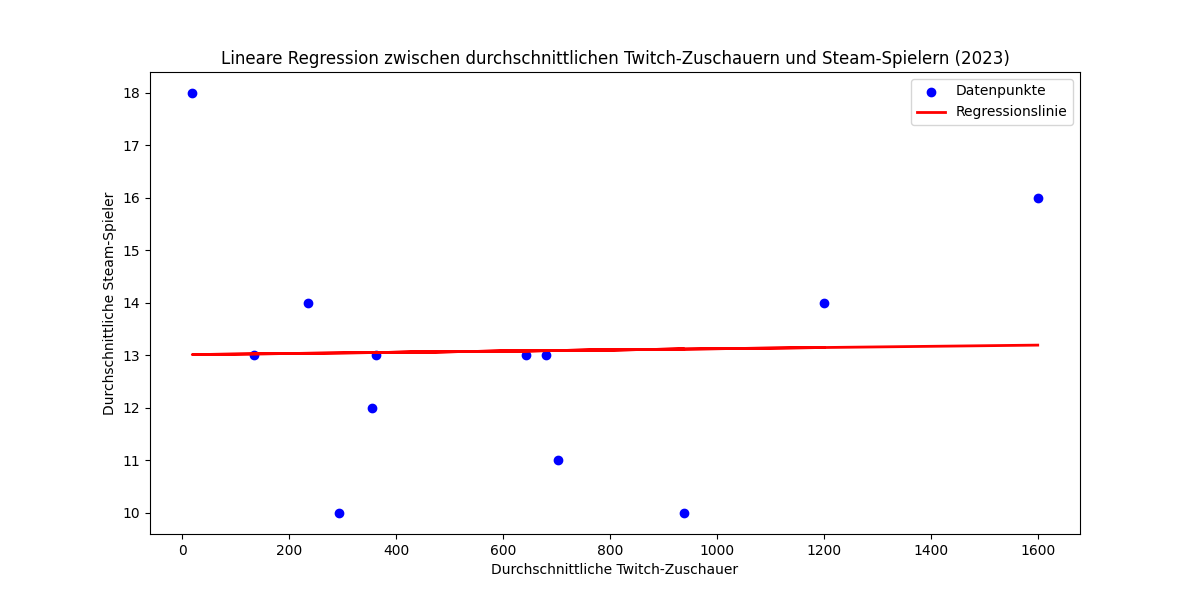 Lineare Regression zwischen durchschnittlichen Twitch-Zuschauern und Steam-Spielern (2023)
Datenpunkte
Regressionslinie
Durchschnittliche Steam-Spieler
18
17
16
15
14
13
12
11
10
0 200 400 600 800 1000 1200 1400 1600
Durchschnittliche Twitch-Zuschauer